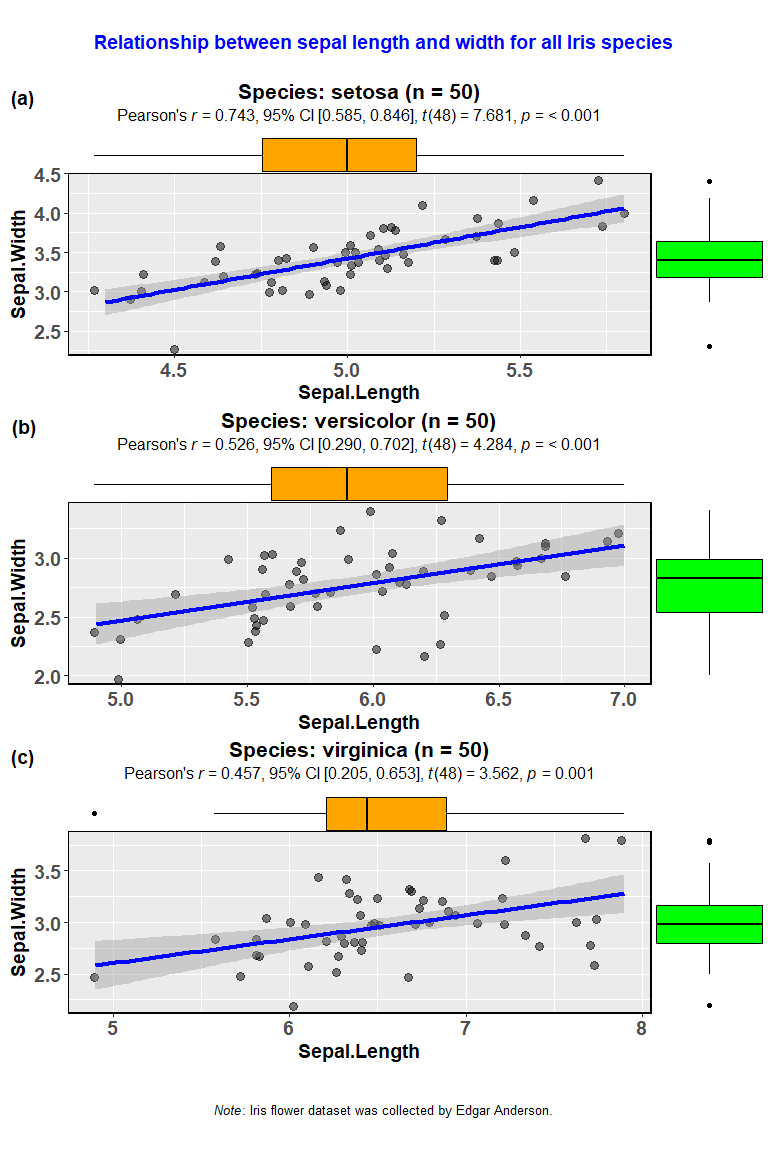 Relationship between sepal length and width for all Iris species
(a)
Species: setosa (n = 50)
Pearson's r = 0.743, 95% CI [0.585, 0.846], t(48) = 7.681, p = < 0.001
4.5
4.0
3.5
3.0
2.5
Sepal.Width
4.5 5.0 5.5
Sepal.Length
(b)
Species: versicolor (n = 50)
Pearson's r = 0.526, 95% CI [0.290, 0.702], t(48) = 4.284, p = < 0.001
3.0
2.5
2.0
Sepal.Width
5.0 5.5 6.0 6.5 7.0
Sepal.Length
(c)
Species: virginica (n = 50)
Pearson's r = 0.457, 95% CI [0.205, 0.653], t(48) = 3.562, p = 0.001
3.5
3.0
2.5
Sepal.Width
5 6 7 8
Sepal.Length
Note: Iris flower dataset was collected by Edgar Anderson.